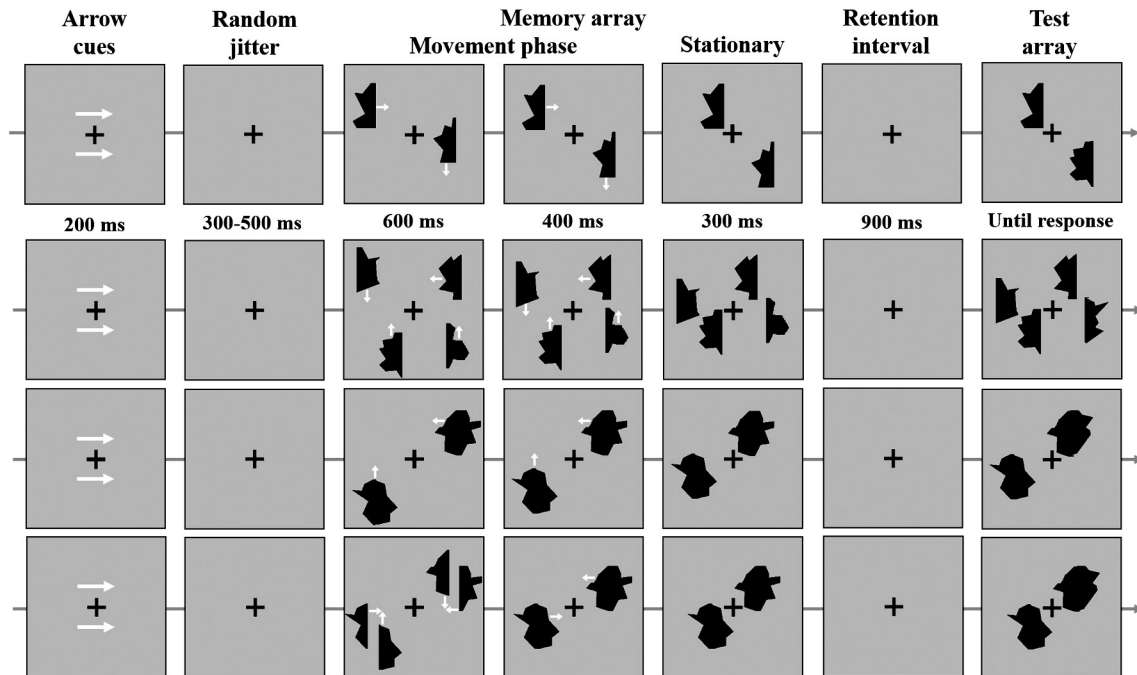 Arrow
cues
Random
jitter
Memory array
Movement phase
Stationary
Retention
interval
Test
array
200 ms
300-500 ms
600 ms
400 ms
300 ms
900 ms
Until response